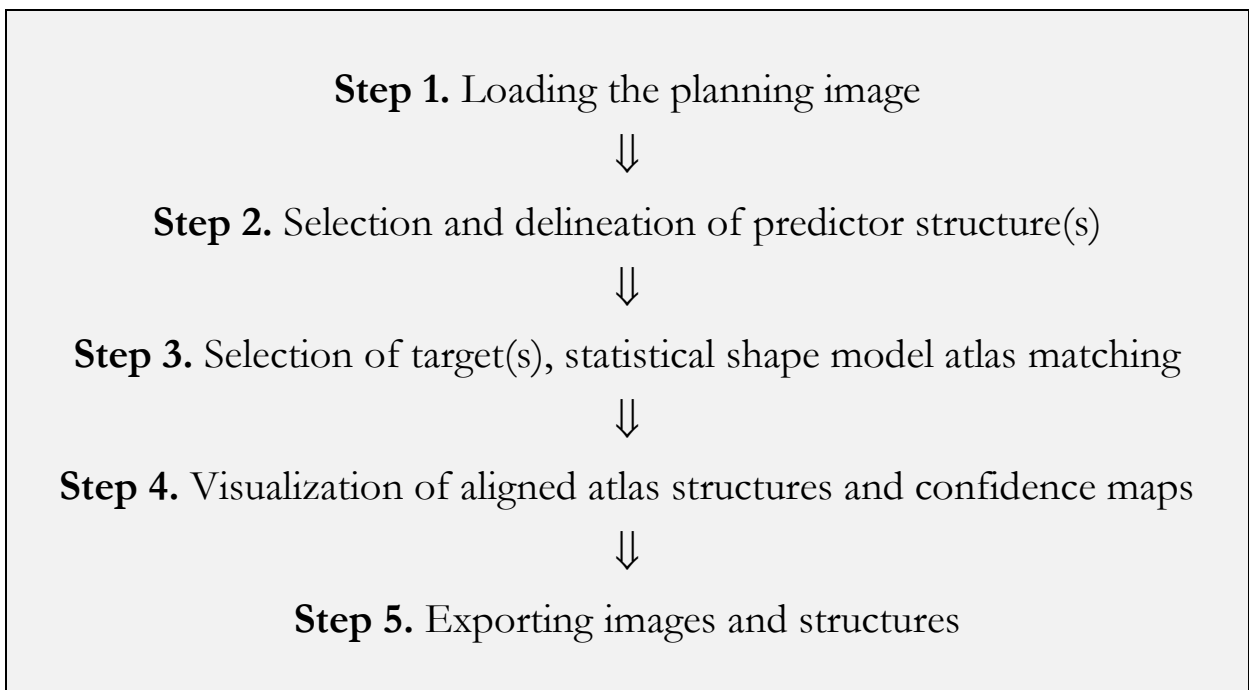 Step 1. Loading the planning image
⇓
Step 2. Selection and delineation of predictor structure(s)
⇓
Step 3. Selection of target(s), statistical shape model atlas matching
⇓
Step 4. Visualization of aligned atlas structures and confidence maps
⇓
Step 5. Exporting images and structures